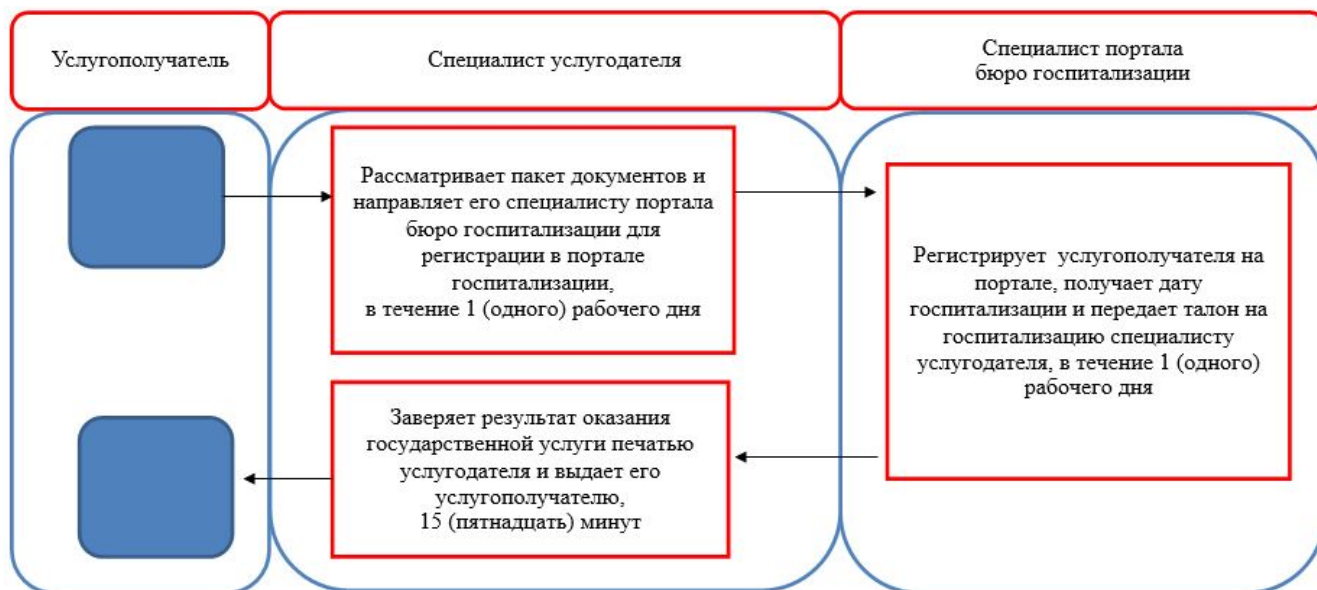 Услугополучатель
Специалист услугодателя
Специалист портала
бюро госпитализации
Рассматривает пакет документов и
направляет его специалисту портала
бюро госпитализации для
регистрации в портале
госпитализации,
в течение 1 (одного) рабочего дня
Регистрирует услугополучателя на
портале, получает дату
госпитализации и передает талон на
госпитализацию специалисту
услугодателя, в течение 1 (одного)
рабочего дня
Заверяет результат оказания
государственной услуги печатью
услугодателя и выдает его
услугополучателю,
15 (пятнадцать) минут